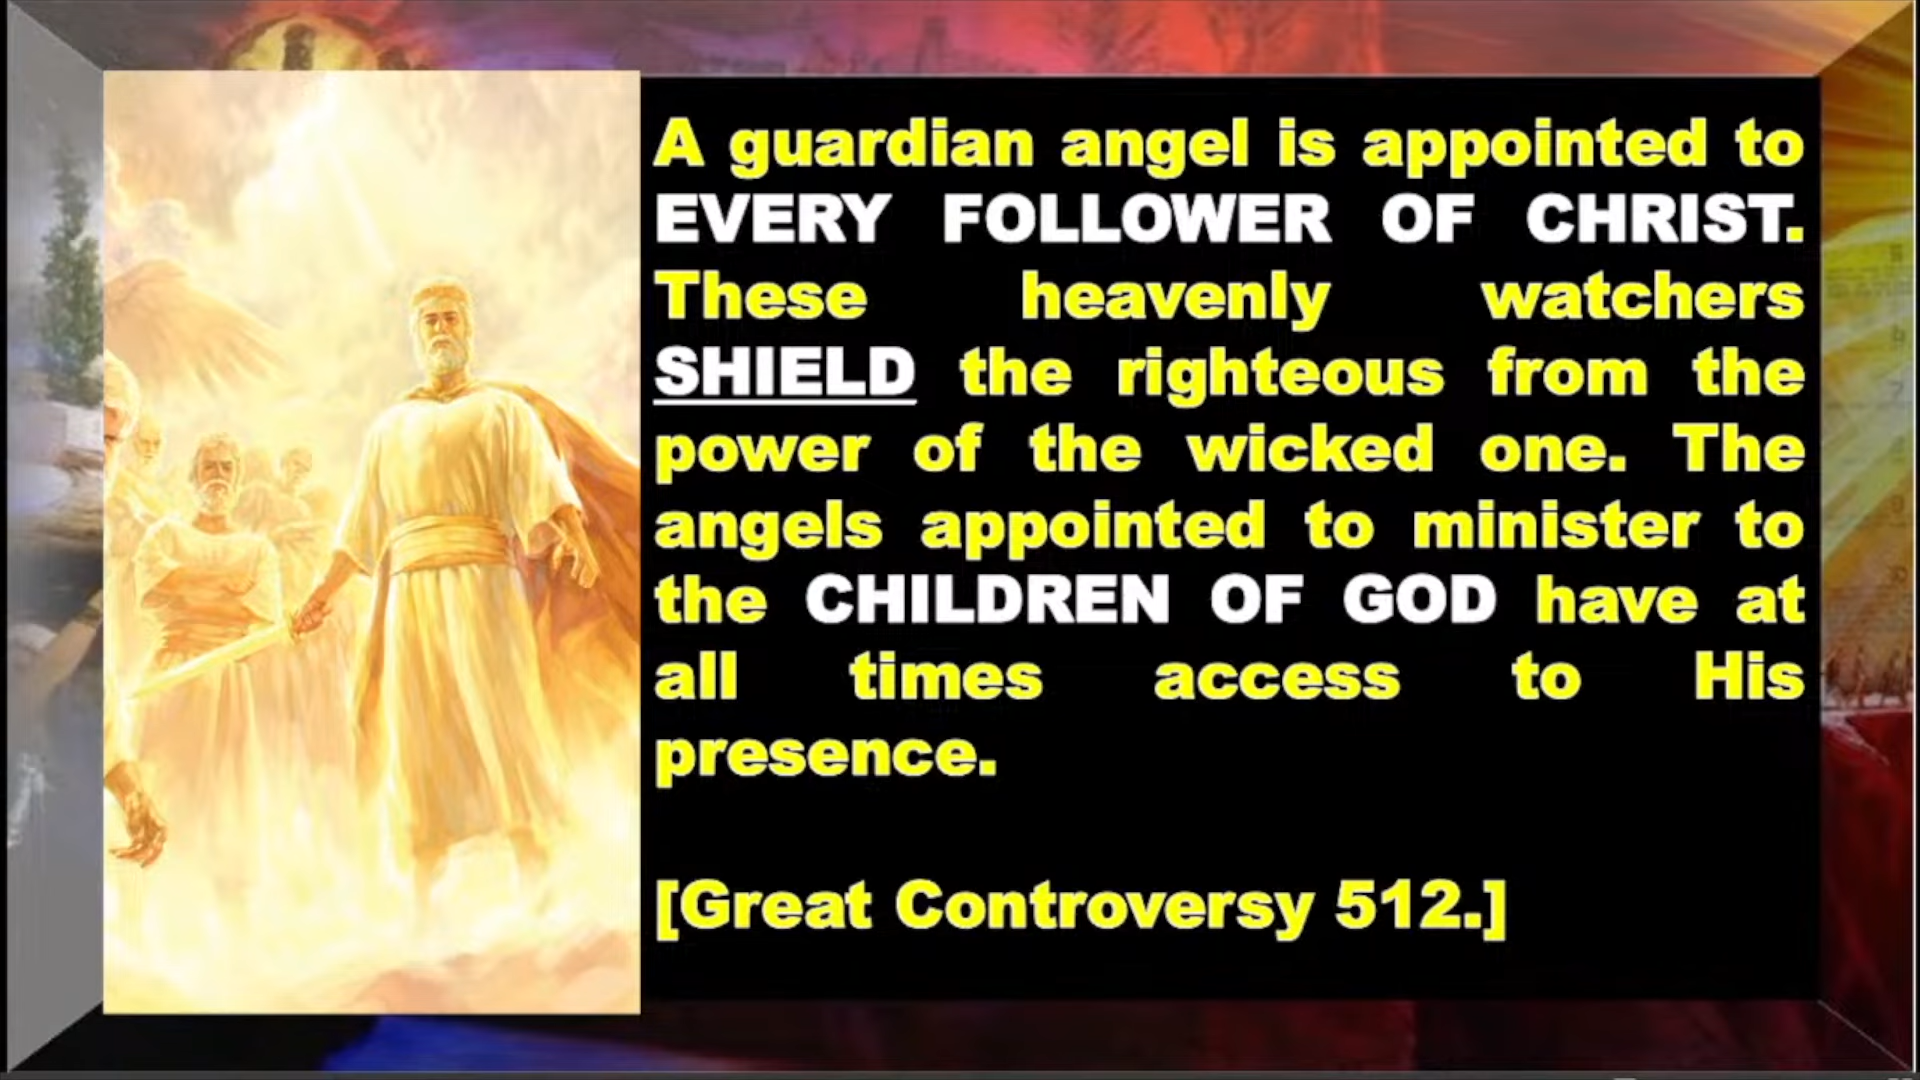 A guardian angel is appointed to
EVERY FOLLOWER OF CHRIST.
These heavenly watchers
SHIELD the righteous from the
power of the wicked one. The
angels appointed to minister to
the CHILDREN OF GOD have at
all times access to His
presence.
[Great Controversy 512.]